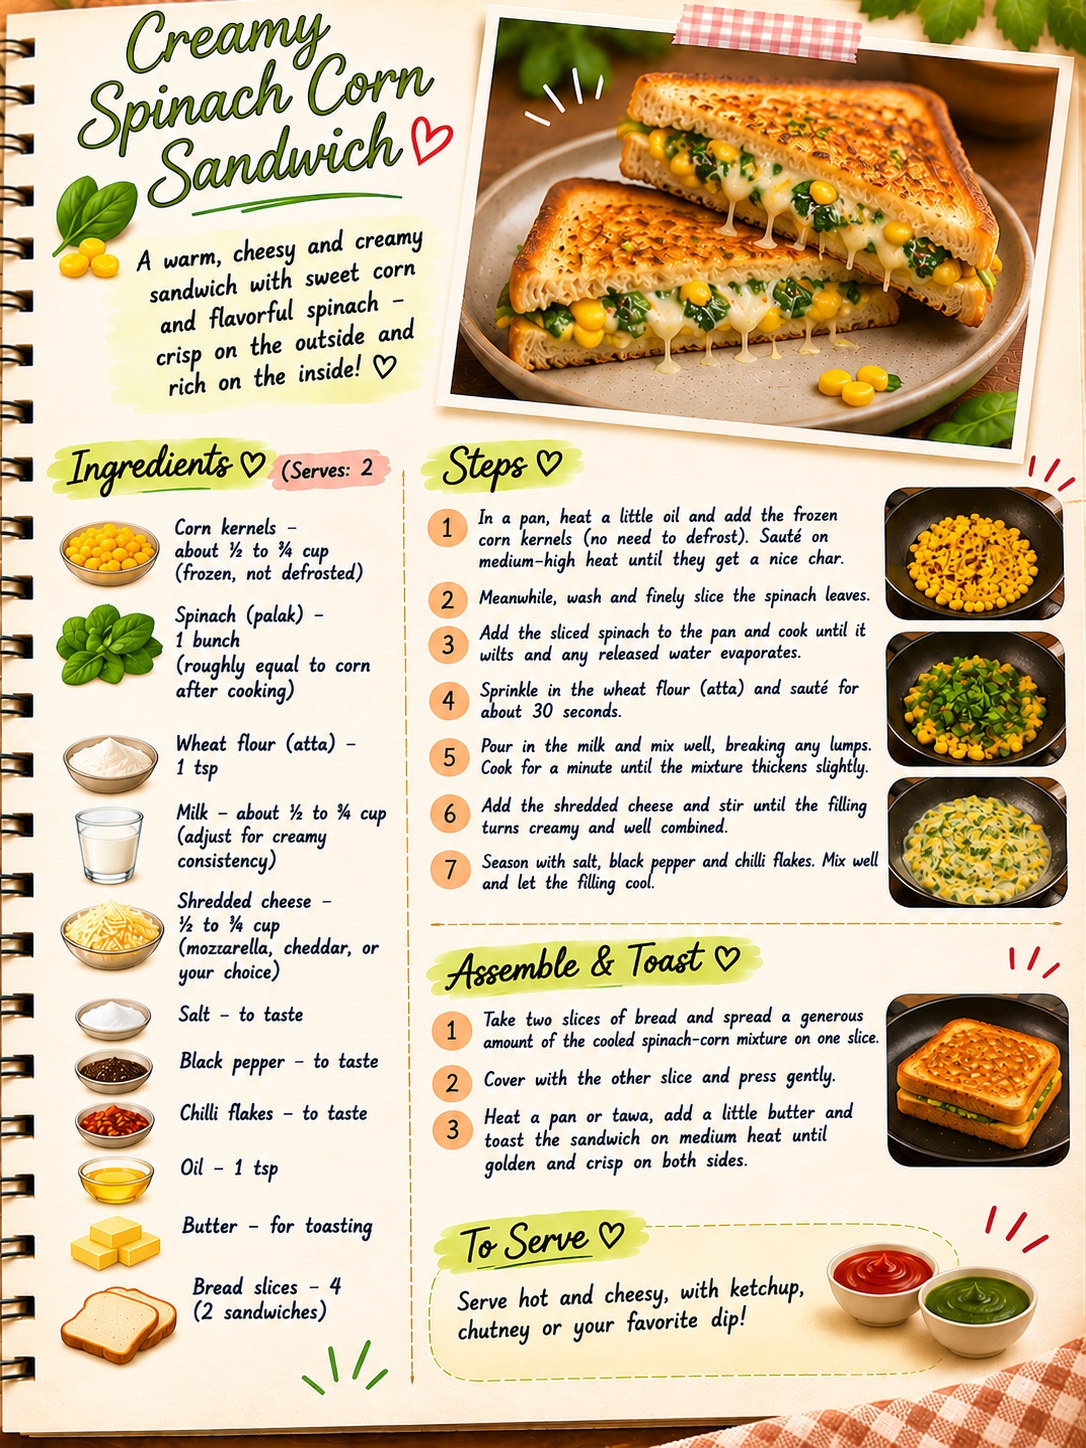 Creamy
Spinach Corn
Sandwich
A warm, cheesy and creamy
sandwich with sweet corn
and flavorful spinach –
crisp on the outside and
rich on the inside!
Ingredients
(Serves: 2
Corn kernels –
about ½ to ¾ cup
(frozen, not defrosted)
Spinach (palak) –
1 bunch
(roughly equal to corn
after cooking)
Wheat flour (atta) –
1 tsp
Milk – about ½ to ¾ cup
(adjust for creamy
consistency)
Shredded cheese –
½ to ¾ cup
(mozzarella, cheddar, or
your choice)
Salt – to taste
Black pepper – to taste
Chilli flakes – to taste
Oil – 1 tsp
Butter – for toasting
Bread slices – 4
(2 sandwiches)
Steps
1 In a pan, heat a little oil and add the frozen
corn kernels (no need to defrost). Sauté on
medium-high heat until they get a nice char.
2 Meanwhile, wash and finely slice the spinach leaves.
3 Add the sliced spinach to the pan and cook until it
wilts and any released water evaporates.
4 Sprinkle in the wheat flour (atta) and sauté for
about 30 seconds.
5 Pour in the milk and mix well, breaking any lumps.
Cook for a minute until the mixture thickens slightly.
6 Add the shredded cheese and stir until the filling
turns creamy and well combined.
7 Season with salt, black pepper and chilli flakes. Mix well
and let the filling cool.
Assemble & Toast
1 Take two slices of bread and spread a generous
amount of the cooled spinach-corn mixture on one slice.
2 Cover with the other slice and press gently.
3 Heat a pan or tawa, add a little butter and
toast the sandwich on medium heat until
golden and crisp on both sides.
To Serve
Serve hot and cheesy, with ketchup,
chutney or your favorite dip!